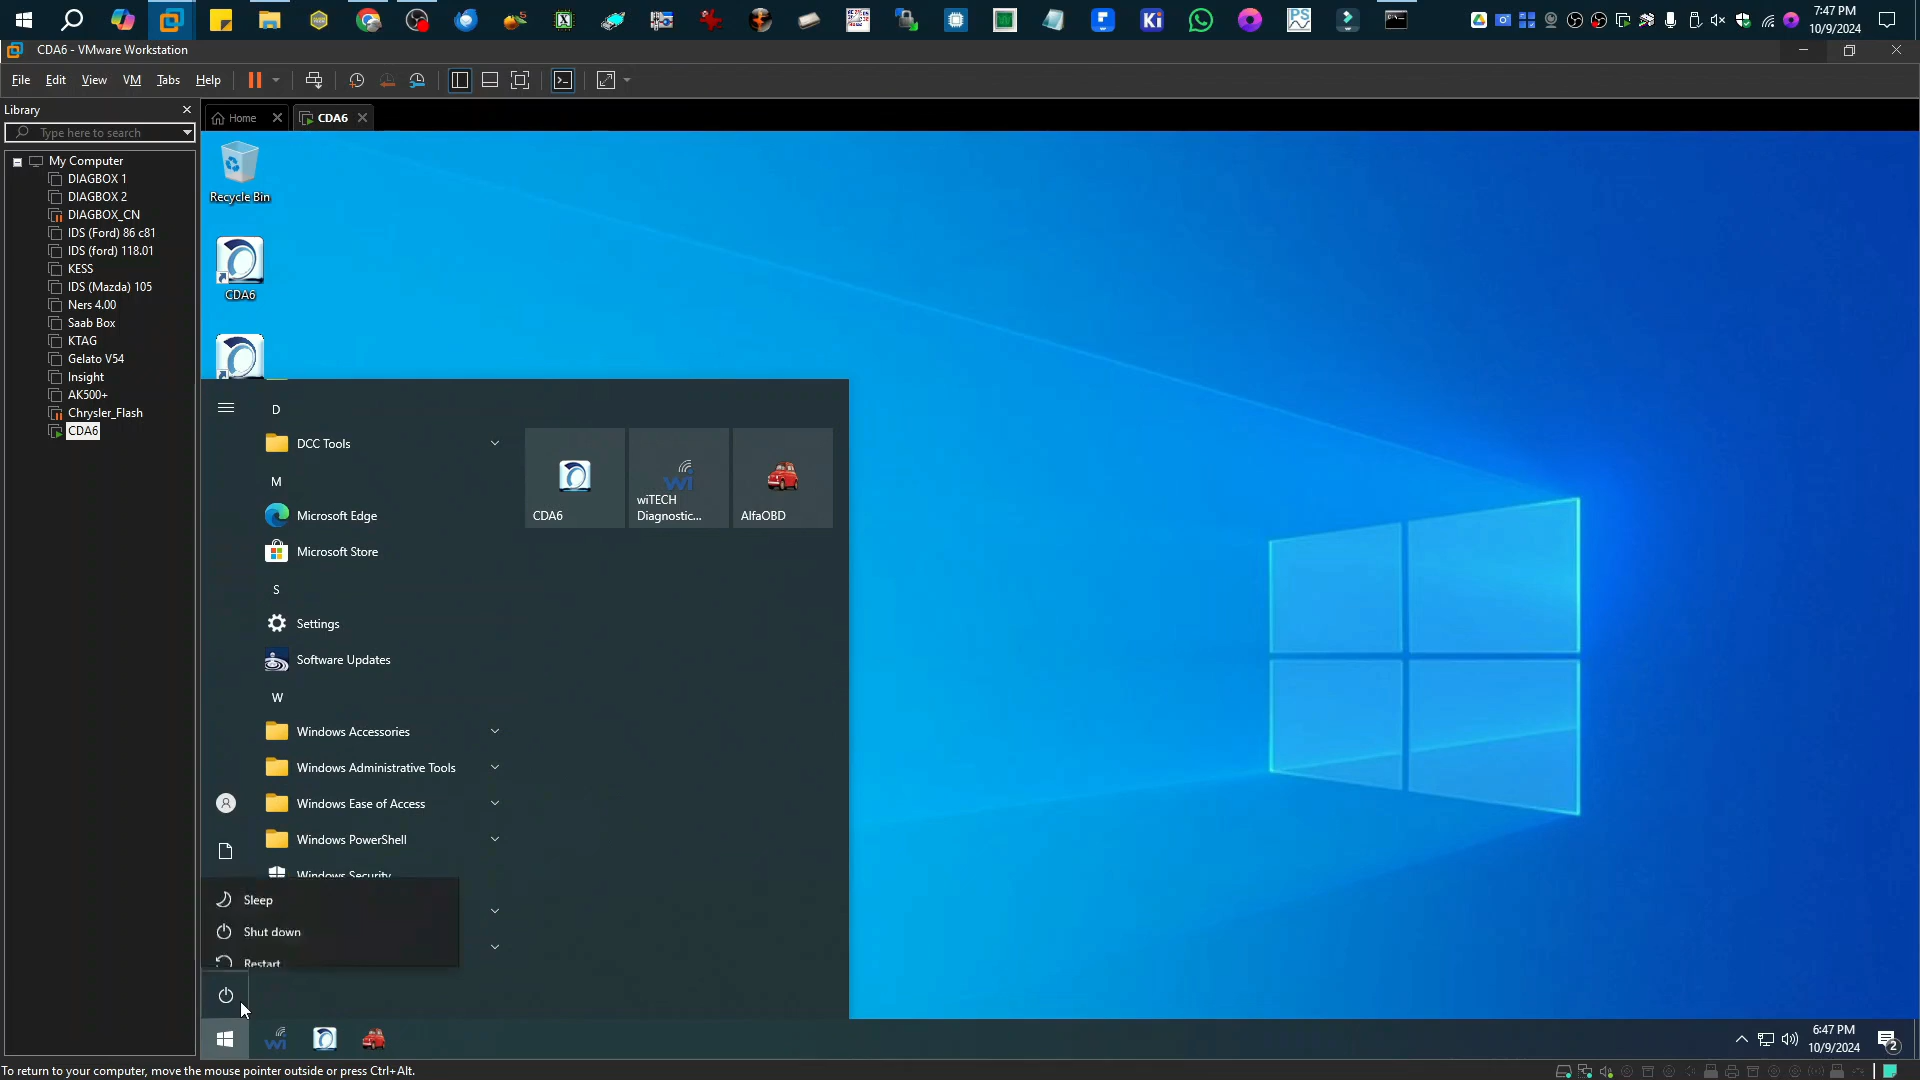 7:47 PM
10/9/2024
CDA6 - VMware Workstation
File Edit View VM Tabs Help
Library
Type here to search
Home
CDA6
My Computer
DIAGBOX 1
DIAGBOX 2
DIAGBOX_CN
IDS (Ford) 86 c81
IDS (ford) 118.01
KESS
IDS (Mazda) 105
Ners 4.00
Saab Box
KTAG
Gelato V54
Insight
AK500+
Chrysler_Flash
CDA6
Recycle Bin
CDA6
D
DCC Tools
M
Microsoft Edge
Microsoft Store
S
Settings
Software Updates
W
Windows Accessories
Windows Administrative Tools
Windows Ease of Access
Windows PowerShell
Windows Security
CDA6
wiTECH
Diagnostic...
AlfaOBD
Sleep
Shut down
Restart
6:47 PM
10/9/2024
2
To return to your computer, move the mouse pointer outside or press Ctrl+Alt.